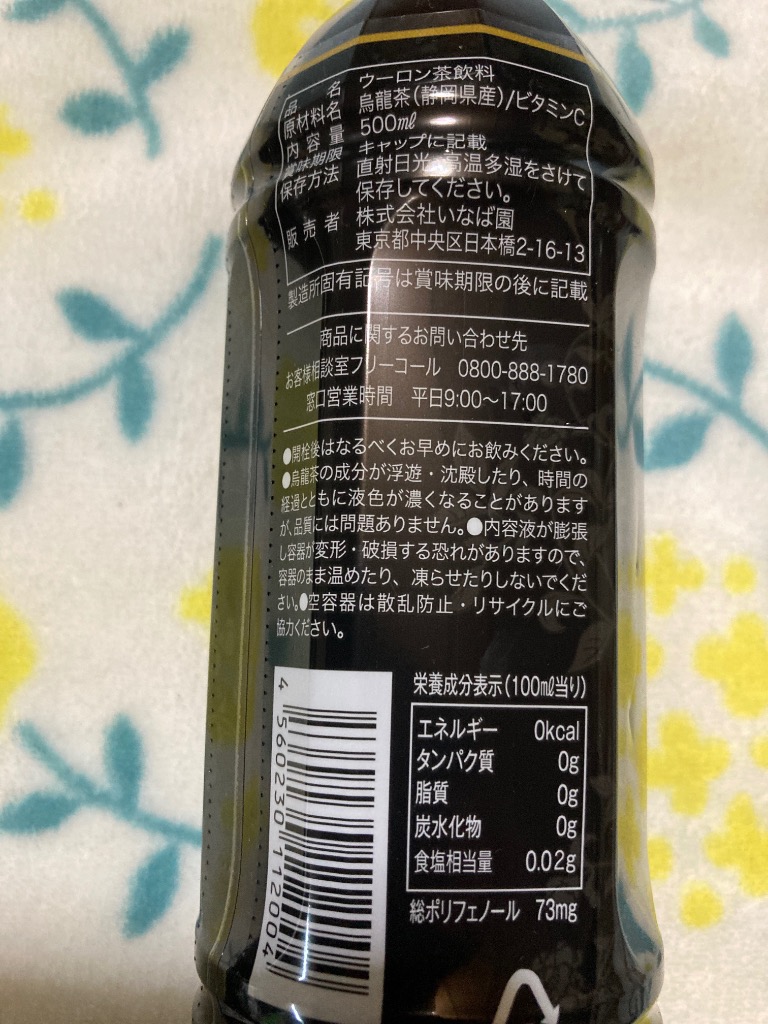 品名 ウーロン茶飲料
原材料名 烏龍茶(静岡県産)/ビタミンC
内容量 500ml
賞味期限 キャップに記載
保存方法 直射日光、高温多湿をさけて
保存してください。
販売者 株式会社いなば園
東京都中央区日本橋2-16-13
製造所固有記号は賞味期限の後に記載
商品に関するお問い合わせ先
お客様相談室フリーコール 0800-888-1780
窓口営業時間 平日9:00〜17:00
●開栓後はなるべくお早めにお飲みください。
●烏龍茶の成分が浮遊・沈殿したり、時間の
経過とともに液色が濃くなることがあります
が、品質には問題ありません。●内容液が膨張
し容器が変形・破損する恐れがありますので、
容器のまま温めたり、凍らせたりしないでくだ
さい。●空容器は散乱防止・リサイクルにご
協力ください。
栄養成分表示(100ml当り)
エネルギー 0kcal
タンパク質 0g
脂質 0g
炭水化物 0g
食塩相当量 0.02g
総ポリフェノール 73mg
4 560230 112004